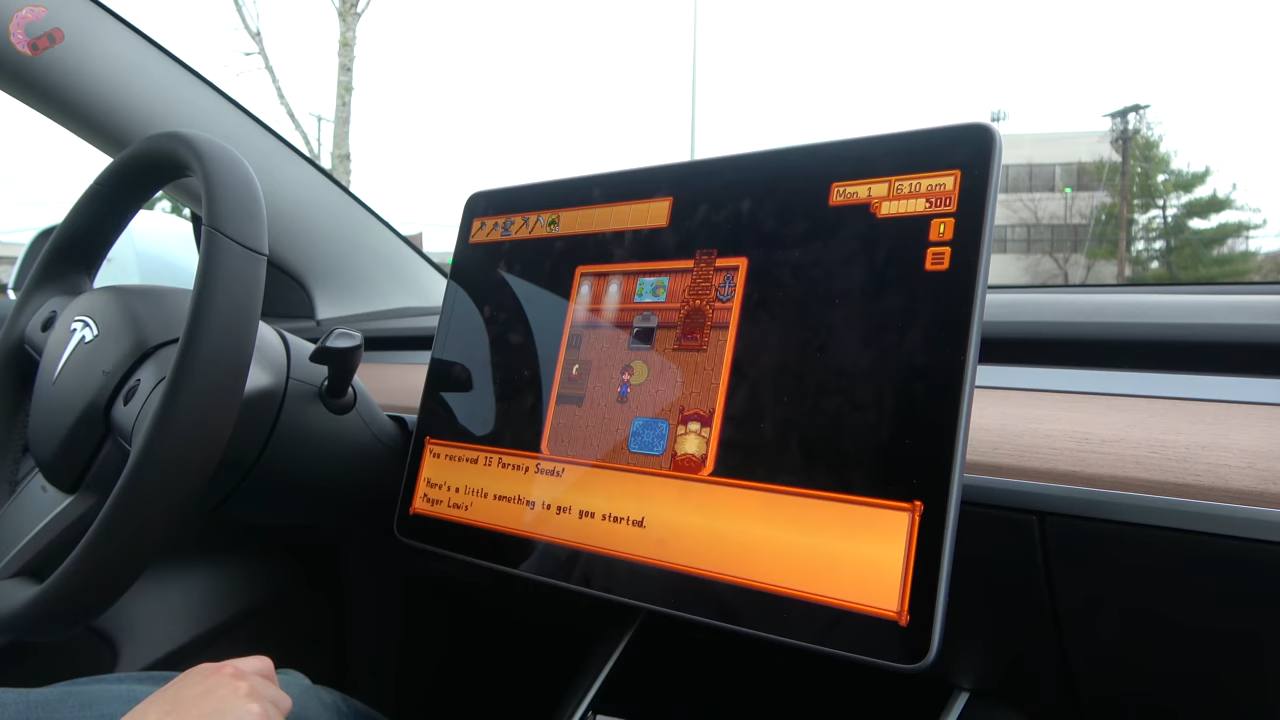 Mon. 1
6:10 am
500
You received 15 Parsnip Seeds!
"Here's a little something to get you started.
-Mayor Lewis"